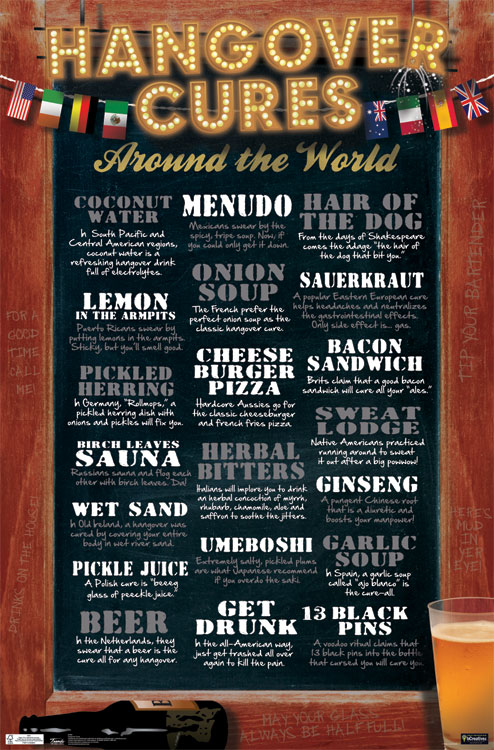 HANGOVER
CURES
Around the World
COCONUT
WATER
In South Pacific and
Central American regions,
coconut water is a
refreshing hangover drink
full of electrolytes.
LEMON
IN THE ARMPITS
Puerto Ricans swear by
putting lemons in the armpits.
Sticky, but you'll smell good.
PICKLED
HERRING
In Germany, "Rollmops," a
pickled herring dish with
onions and pickles will fix you.
BIRCH LEAVES
SAUNA
Russians sauna and flog each
other with birch leaves. Da!
WET SAND
In Old Ireland, a hangover was
cured by covering your entire
body in wet river sand.
PICKLE JUICE
A Polish cure is "beeeg
glass of peeckle juice."
BEER
In the Netherlands, they
swear that a beer is the
cure all for any hangover.
MENUDO
Mexicans swear by the
spicy, tripe soup. Now, if
you could only get it down.
ONION
SOUP
The French prefer the
perfect onion soup as the
classic hangover cure.
CHEESE
BURGER
PIZZA
Hardcore Aussies go for
the classic cheeseburger
and french fries pizza.
HERBAL
BITTERS
Italians will implore you to drink
an herbal concoction of myrrh,
rhubarb, chamomile, aloe and
saffron to soothe the jitters.
UMEBOSHI
Extremely salty, pickled plums
are what Japanese recommend
if you overdo the saki.
GET
DRUNK
In the all-American way,
just get trashed all over
again to kill the pain.
HAIR OF
THE DOG
From the days of Shakespeare
comes the adage "the hair of
the dog that bit you."
SAUERKRAUT
A popular Eastern European cure
helps headaches and neutralizes
the gastrointestinal effects.
Only side effect is... gas.
BACON
SANDWICH
Brits claim that a good bacon
sandwich will cure all your "ales."
SWEAT
LODGE
Native Americans practiced
running around to sweat
it out after a big powwow!
GINSENG
A pungent Chinese root
that is a diuretic and
boosts your manpower!
GARLIC
SOUP
In Spain, a garlic soup
called "ajo blanco" is
the cure-all.
13 BLACK
PINS
A voodoo ritual claims that
13 black pins into the bottle
that cursed you will cure you.
FOR A
GOOD
CALL
ME!
TIP YOUR BARTENDER
HERE'S
MUD IN
YER
EYE!
MAY YOUR GLASS
ALWAYS BE HALF FULL!
Trends